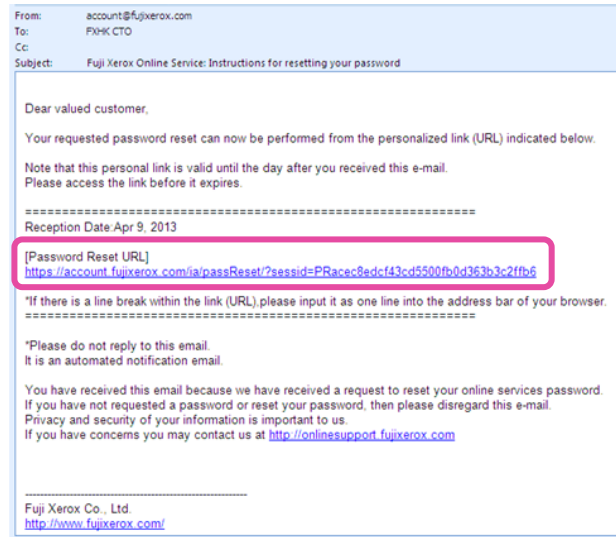 From: account@fujixerox.com
To: FXHK CTO
Cc:
Subject: Fuji Xerox Online Service: Instructions for resetting your password
Dear valued customer,
Your requested password reset can now be performed from the personalized link (URL) indicated below.
Note that this personal link is valid until the day after you received this e-mail.
Please access the link before it expires.
=============================================================
Reception Date:Apr 9, 2013
[Password Reset URL]
https://account.fujixerox.com/ia/passReset/?sessid=PRacec8edcf43cd5500fb0d363b3c2ffb6
*If there is a line break within the link (URL),please input it as one line into the address bar of your browser.
=============================================================
*Please do not reply to this email.
It is an automated notification email.
You have received this email because we have received a request to reset your online services password.
If you have not requested a password or reset your password, then please disregard this e-mail.
Privacy and security of your information is important to us.
If you have concerns you may contact us at http://onlinesupport.fujixerox.com
------------------------------------------------------------
Fuji Xerox Co., Ltd.
http://www.fujixerox.com/